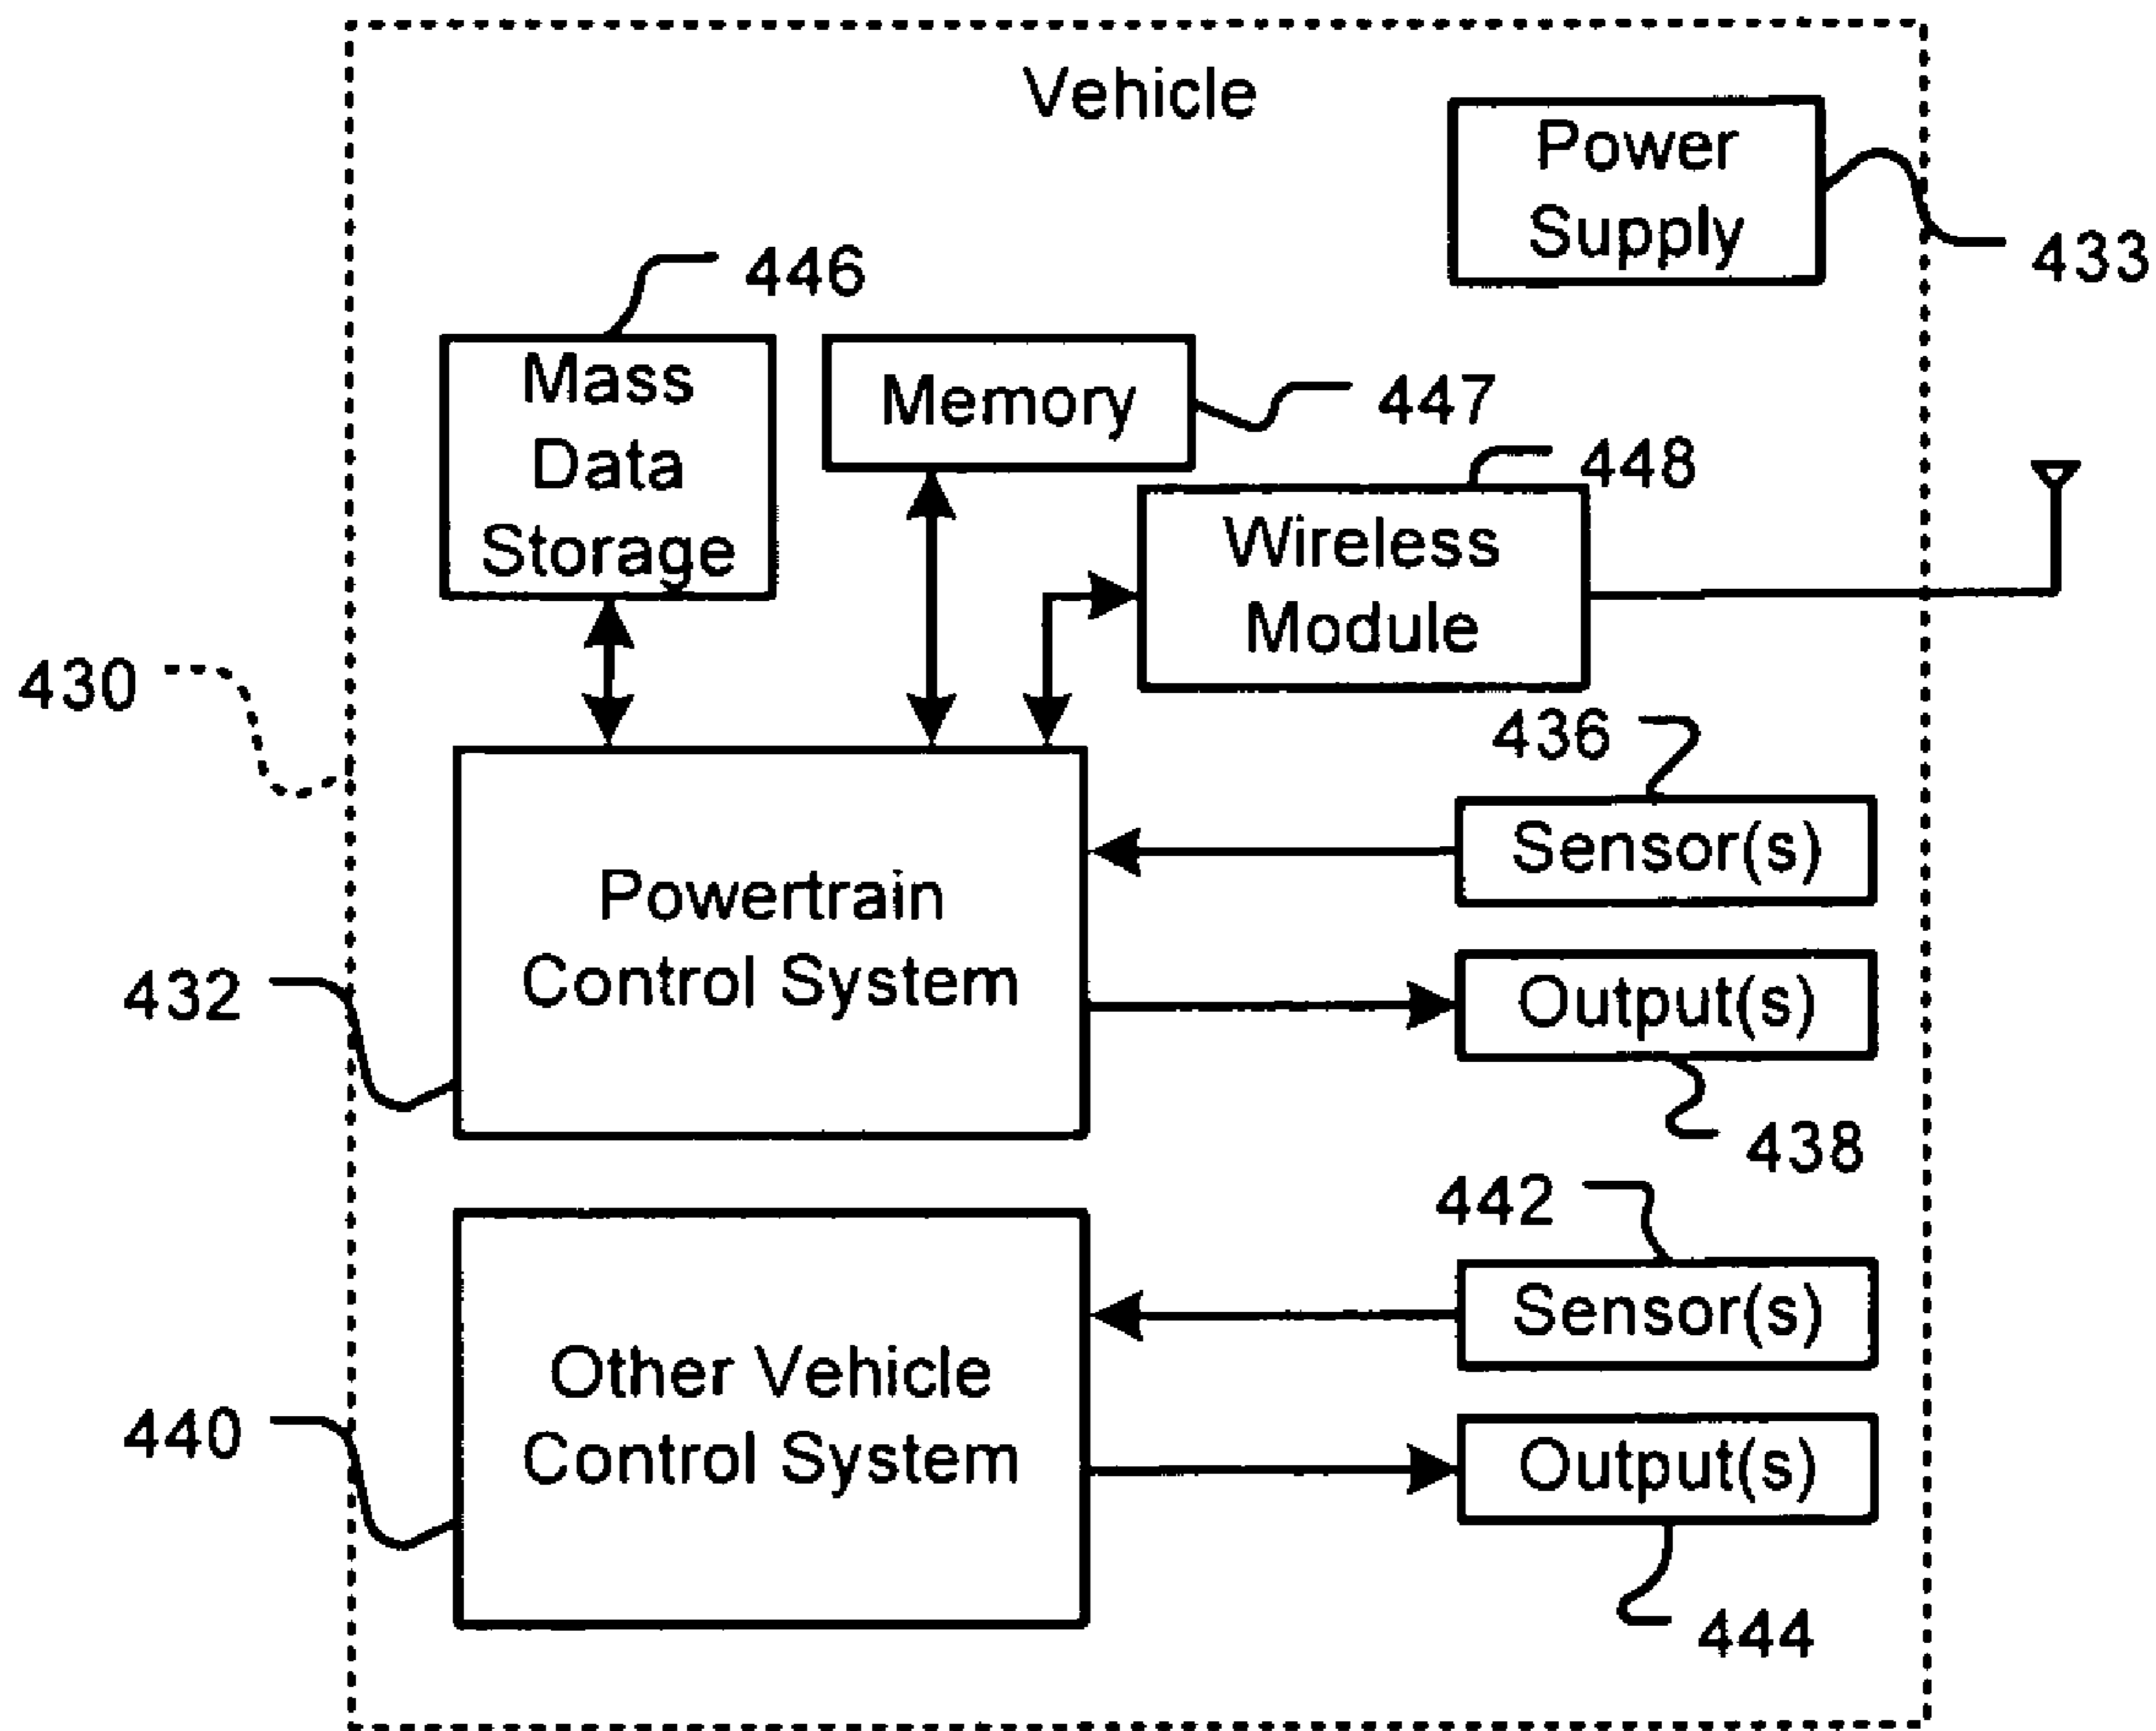 Vehicle
Power
Supply
433
446
Mass
Data
Storage
Memory
447
448
Wireless
Module
430
436
Sensor(s)
Powertrain
Control System
432
Output(s)
438
442
Sensor(s)
Other Vehicle
Control System
440
Output(s)
444